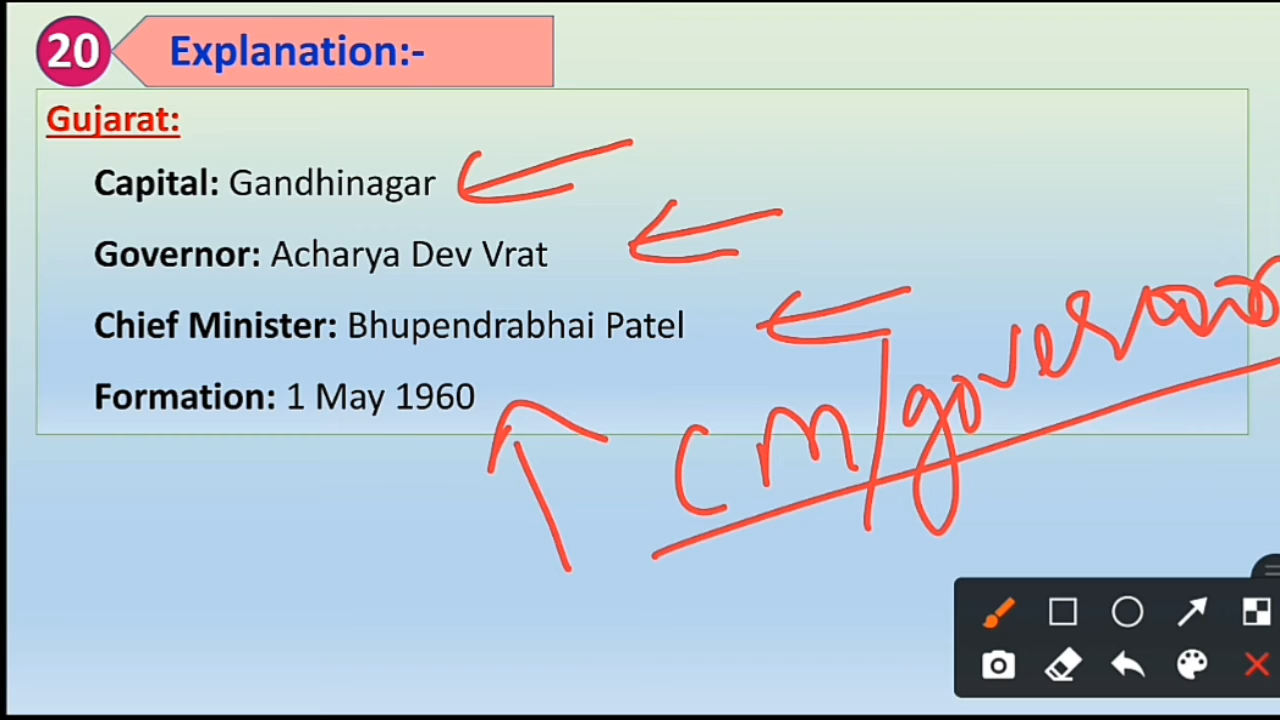 20 Explanation:-
Gujarat:
Capital: Gandhinagar
Governor: Acharya Dev Vrat
Chief Minister: Bhupendrabhai Patel
Formation: 1 May 1960
CM/governor